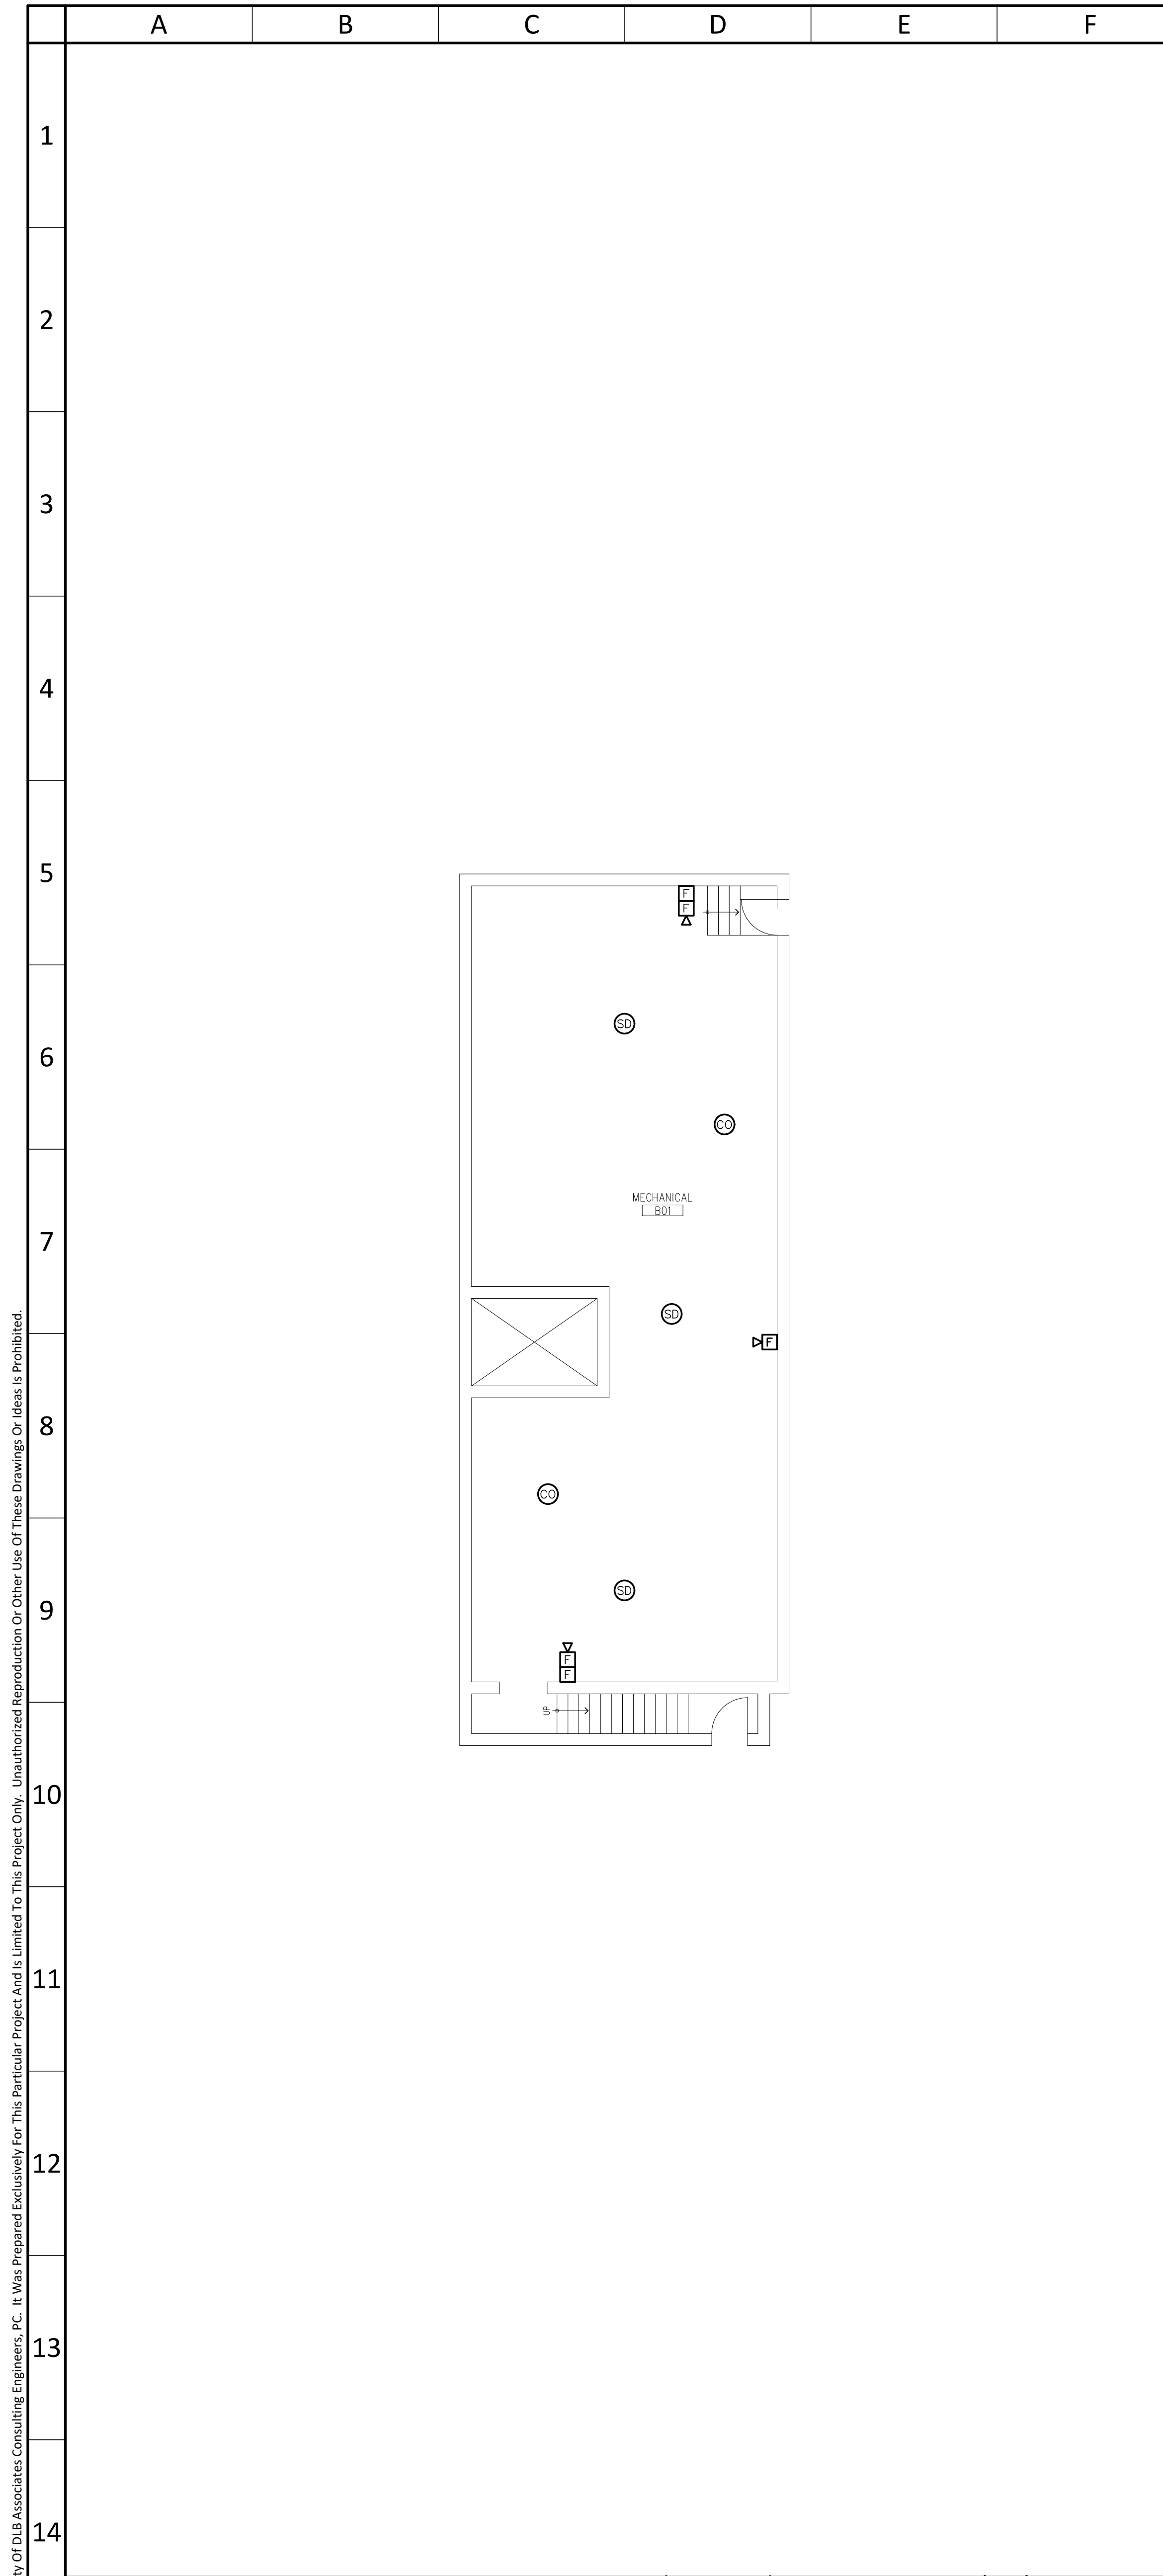 A B C D E F
1
2
3
4
5
F
F
SD
6
CO
MECHANICAL
B01
7
SD
F
8
CO
SD
9
F
F
UP
10
11
12
13
14
Of DLB Associates Consulting Engineers, PC. It Was Prepared Exclusively For This Particular Project And Is Limited To This Project Only. Unauthorized Reproduction Or Other Use Of These Drawings Or Ideas Is Prohibited.